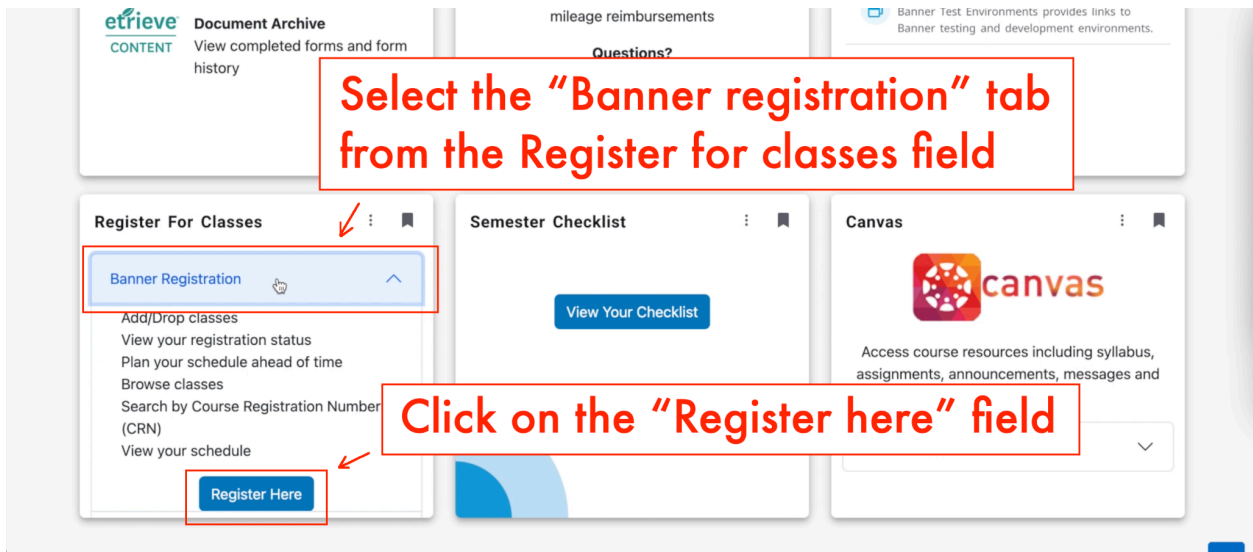 etrieve
CONTENT
Document Archive
View completed forms and form
history
mileage reimbursements
Questions?
Banner Test Environments provides links to
Banner testing and development environments.
Select the “Banner registration” tab
from the Register for classes field
Register For Classes
Banner Registration
Add/Drop classes
View your registration status
Plan your schedule ahead of time
Browse classes
Search by Course Registration Number
(CRN)
View your schedule
Register Here
Semester Checklist
View Your Checklist
Canvas
canvas
Access course resources including syllabus,
assignments, announcements, messages and
Click on the “Register here” field